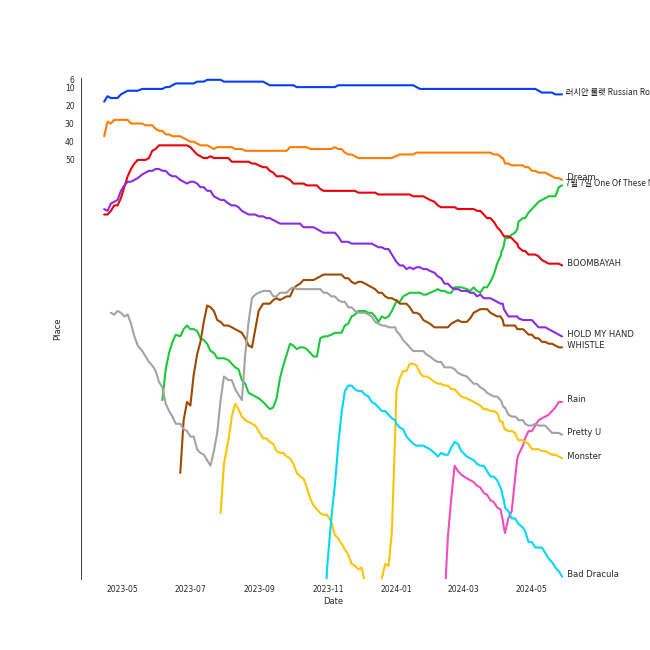 6
10
20
30
40
50
Place
러시안 룰렛 Russian Ro
Dream
7월 7일 One Of These N
BOOMBAYAH
HOLD MY HAND
WHISTLE
Rain
Pretty U
Monster
Bad Dracula
2023-05
2023-07
2023-09
2023-11
2024-01
2024-03
2024-05
Date